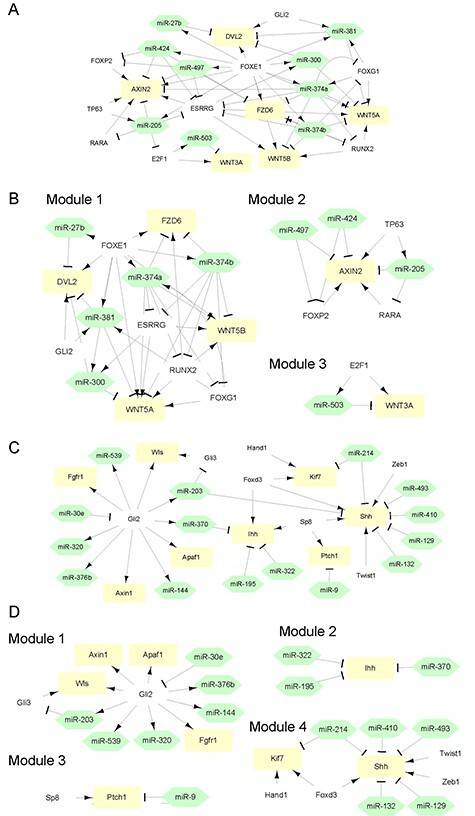 A
miR-27b
GLI2
DVL2
miR-381
miR-424
FOXP2
miR-497
FOXE1
miR-300
FOXG1
AXIN2
miR-374a
TP63
ESRRG
FZD6
WNT5A
miR-205
miR-374b
RARA
miR-503
RUNX2
E2F1
WNT3A
WNT5B
B
Module 1
Module 2
FZD6
miR-27b
FOXE1
miR-374b
DVL2
miR-374a
miR-381
ESRRG
WNT5B
GLI2
RUNX2
miR-300
FOXG1
WNT5A
miR-424
miR-497
TP63
AXIN2
miR-205
FOXP2
RARA
Module 3
E2F1
miR-503
WNT3A
C
miR-539
Wls
Gli3
Hand1
miR-214
Fgfr1
Foxd3
Kif7
Zeb1
miR-203
miR-493
miR-30e
Gli2
miR-370
Sp8
Shh
miR-410
Ihh
miR-320
miR-129
Apaf1
Ptch1
miR-322
miR-376b
miR-132
Axin1
miR-144
miR-195
miR-9
Twist1
D
Module 1
Module 2
Axin1
Apaf1
miR-30e
Wls
Gli2
miR-376b
Gli3
miR-144
miR-203
miR-539
miR-320
Fgfr1
miR-322
Ihh
miR-370
miR-195
Module 3
Sp8
Ptch1
miR-9
Module 4
miR-214
miR-410
miR-493
Kif7
Shh
Twist1
Zeb1
Hand1
Foxd3
miR-132
miR-129